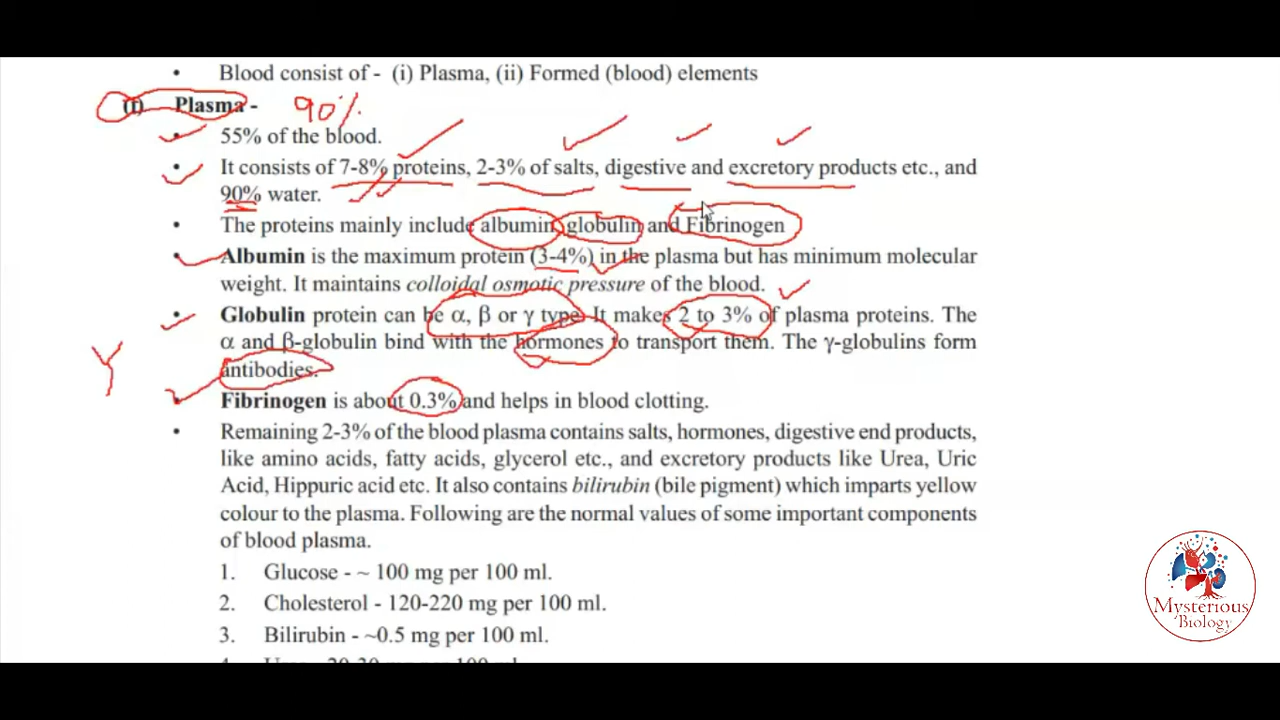 • Blood consist of - (i) Plasma, (ii) Formed (blood) elements
(i) Plasma - 90%
• 55% of the blood.
• It consists of 7-8% proteins, 2-3% of salts, digestive and excretory products etc., and
90% water.
• The proteins mainly include albumin globulin and Fibrinogen
• Albumin is the maximum protein (3-4%) in the plasma but has minimum molecular
weight. It maintains colloidal osmotic pressure of the blood.
• Globulin protein can be α, β or γ type. It makes 2 to 3% of plasma proteins. The
α and β-globulin bind with the hormones to transport them. The γ-globulins form
Y antibodies.
• Fibrinogen is about 0.3% and helps in blood clotting.
• Remaining 2-3% of the blood plasma contains salts, hormones, digestive end products,
like amino acids, fatty acids, glycerol etc., and excretory products like Urea, Uric
Acid, Hippuric acid etc. It also contains bilirubin (bile pigment) which imparts yellow
colour to the plasma. Following are the normal values of some important components
of blood plasma.
1. Glucose - ~ 100 mg per 100 ml.
2. Cholesterol - 120-220 mg per 100 ml.
3. Bilirubin - ~0.5 mg per 100 ml.
Mysterious
Biology